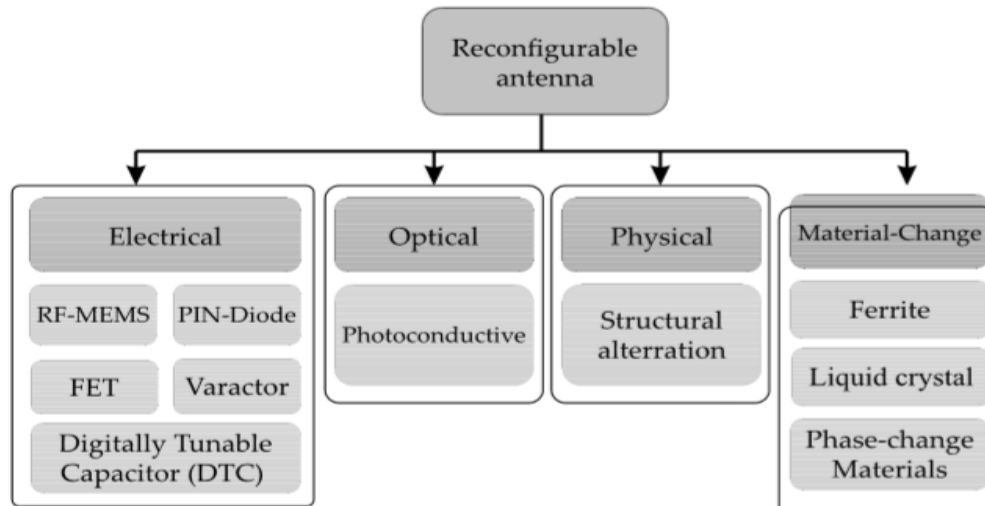 Reconfigurable
antenna
Electrical
Optical
Physical
Material-Change
RF-MEMS
PIN-Diode
Photoconductive
Structural
alterration
Ferrite
FET
Varactor
Liquid crystal
Digitally Tunable
Capacitor (DTC)
Phase-change
Materials